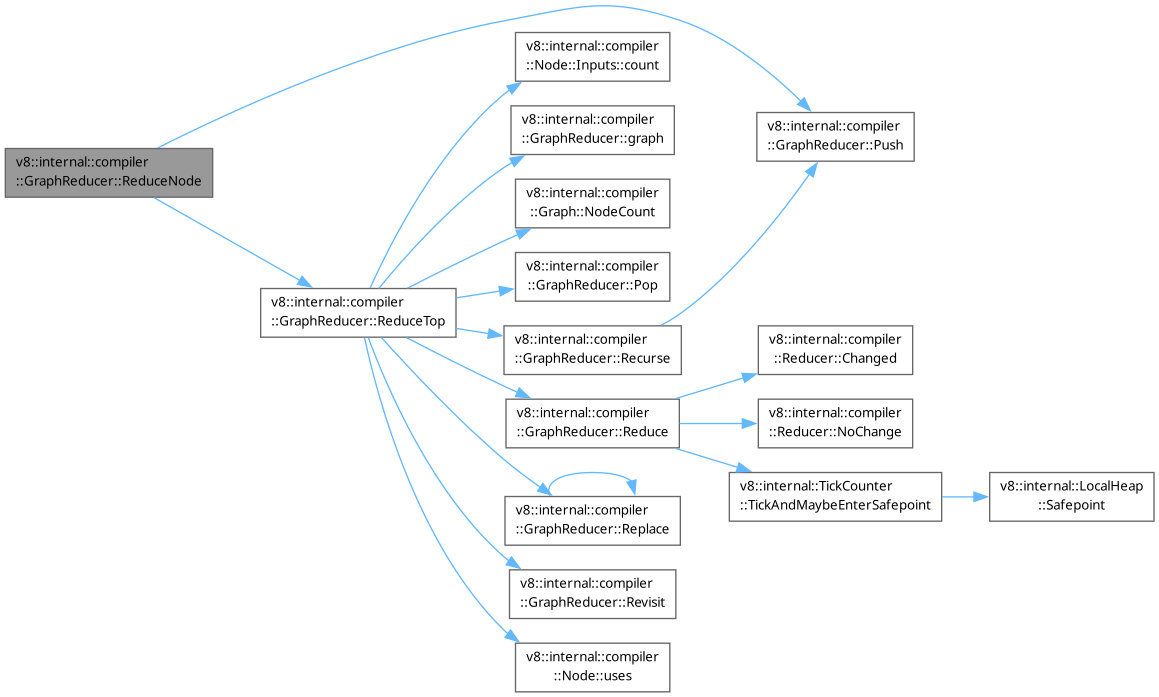 v8::internal::compiler
::GraphReducer::ReduceNode
v8::internal::compiler
::GraphReducer::ReduceTop
v8::internal::compiler
::Node::Inputs::count
v8::internal::compiler
::GraphReducer::graph
v8::internal::compiler
::Graph::NodeCount
v8::internal::compiler
::GraphReducer::Pop
v8::internal::compiler
::GraphReducer::Recurse
v8::internal::compiler
::GraphReducer::Reduce
v8::internal::compiler
::GraphReducer::Replace
v8::internal::compiler
::GraphReducer::Revisit
v8::internal::compiler
::Node::uses
v8::internal::compiler
::GraphReducer::Push
v8::internal::compiler
::Reducer::Changed
v8::internal::compiler
::Reducer::NoChange
v8::internal::TickCounter
::TickAndMaybeEnterSafepoint
v8::internal::LocalHeap
::Safepoint